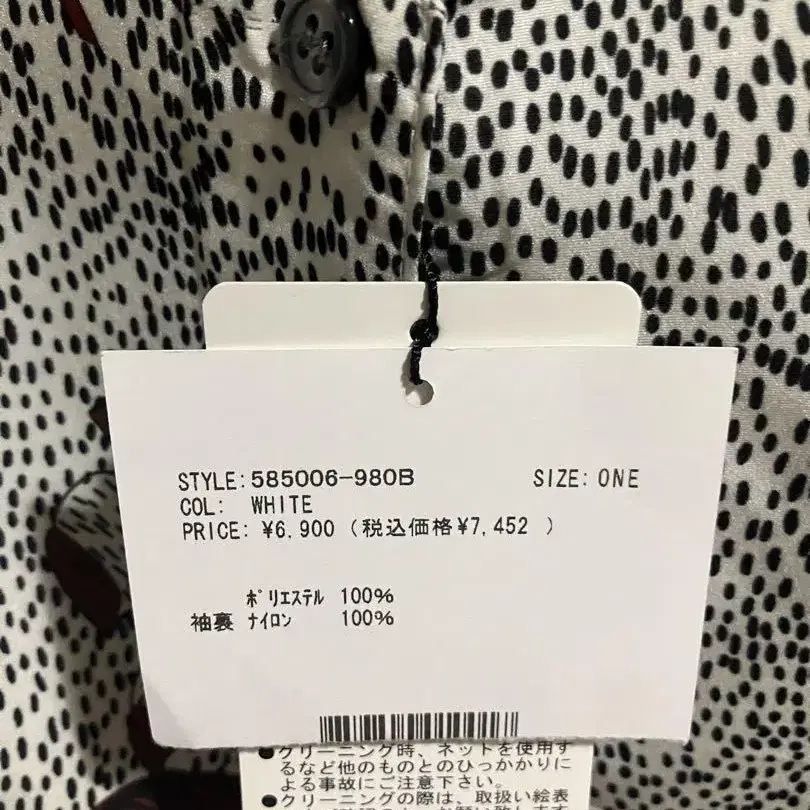 STYLE:585006-980B SIZE: ONE
COL: WHITE
PRICE: ¥6,900 (税込価格¥7,452 )
ﾎﾟﾘｴｽﾃﾙ 100%
袖裏 ﾅｲﾛﾝ 100%
●クリーニング時、ネットを使用す
るなど他のものとのひっかかりに
よる事故にご注意下さい。
●クリーニングの際は、取扱い絵表